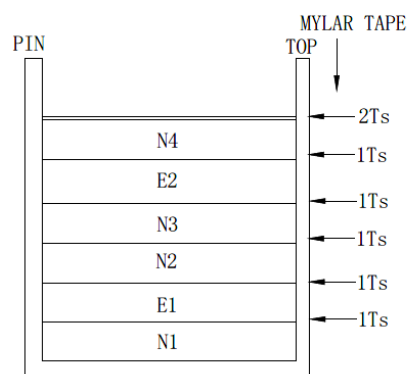 MYLAR TAPE
PIN
TOP
2Ts
N4
1Ts
E2
1Ts
N3
1Ts
N2
1Ts
E1
1Ts
N1